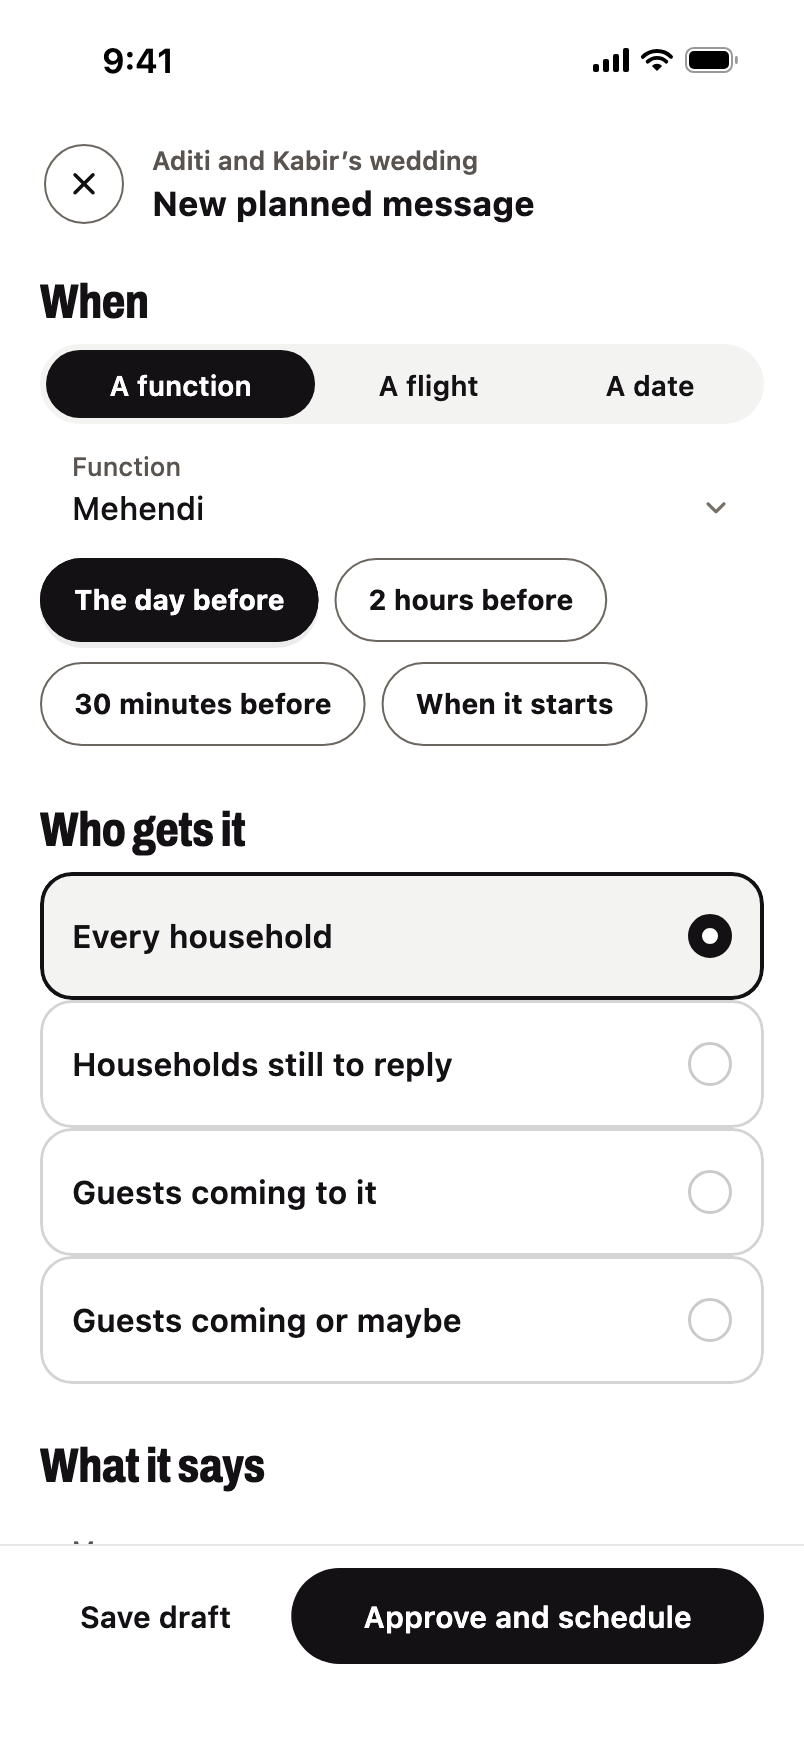 9:41
Aditi and Kabir’s wedding
New planned message
When
A function
A flight
A date
Function
Mehendi
The day before
2 hours before
30 minutes before
When it starts
Who gets it
Every household
Households still to reply
Guests coming to it
Guests coming or maybe
What it says
Save draft
Approve and schedule